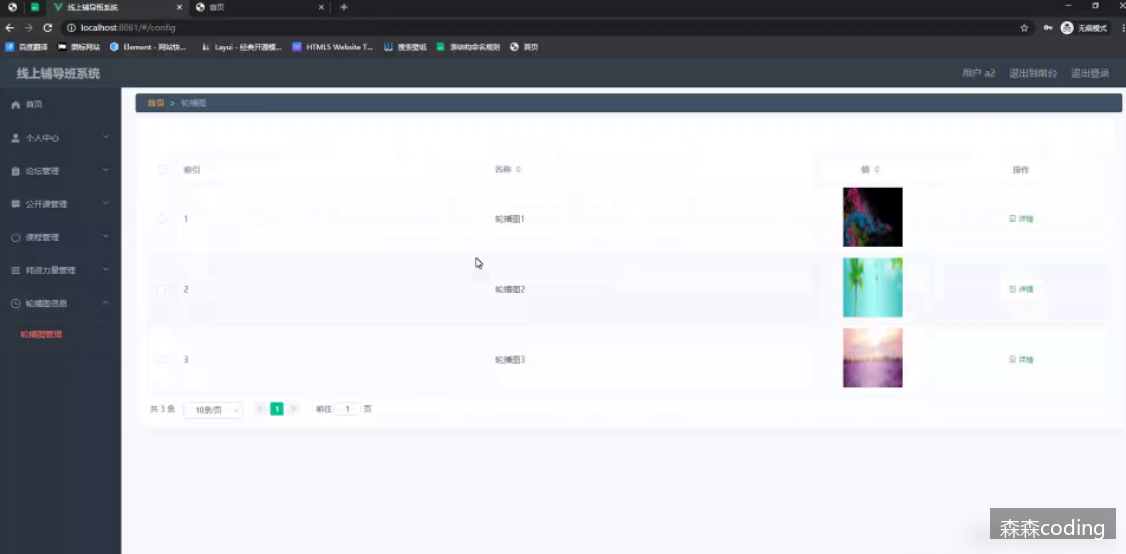 线上辅导班系统
首页
localhost:8081/#/config
无痕模式
百度翻译
图标网站
Element - 网站快...
Layui - 经典开源模...
HTML5 Website T...
搜索壁纸
源码构命名规则
首页
线上辅导班系统
用户 a2
退出到前台
退出登录
首页
个人中心
论坛管理
公开课管理
课程管理
师资力量管理
轮播图信息
轮播图管理
首页 > 轮播图
索引
名称
值
操作
1
轮播图1
详情
2
轮播图2
详情
3
轮播图3
详情
共 3 条
10条/页
1
前往
1
页
森森coding